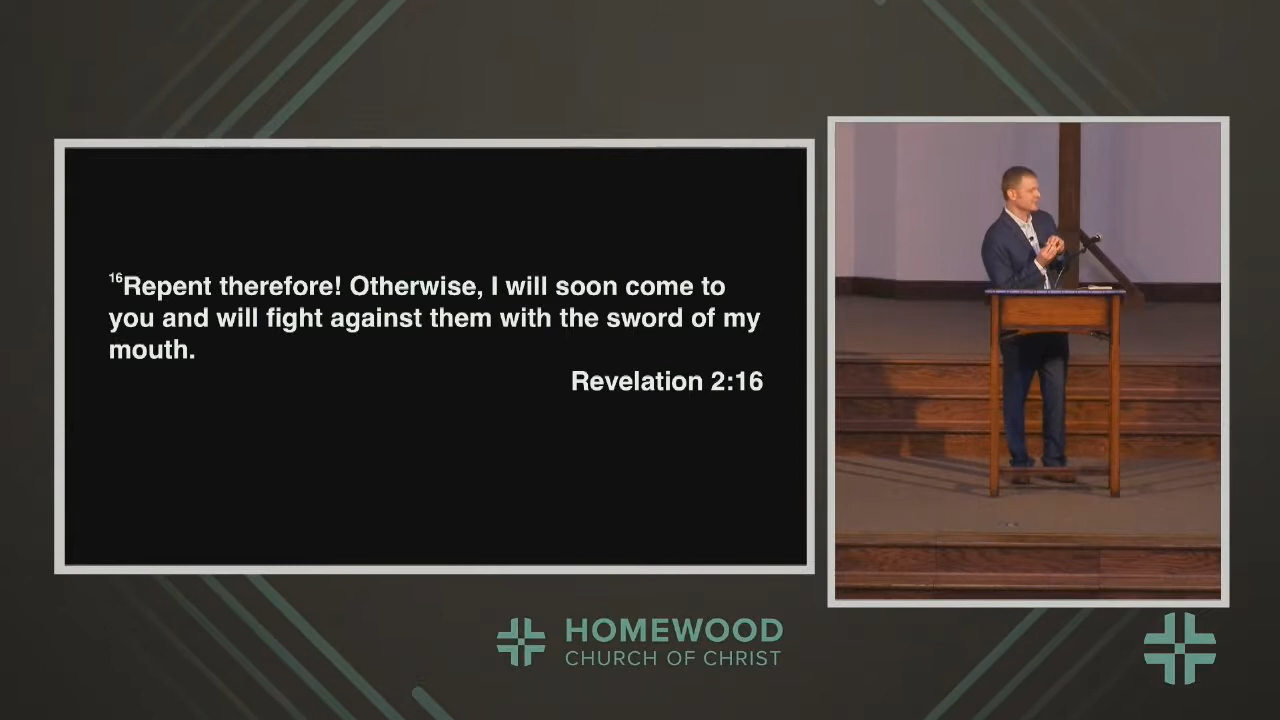 16Repent therefore! Otherwise, I will soon come to
you and will fight against them with the sword of my
mouth.
Revelation 2:16
HOMEWOOD
CHURCH OF CHRIST